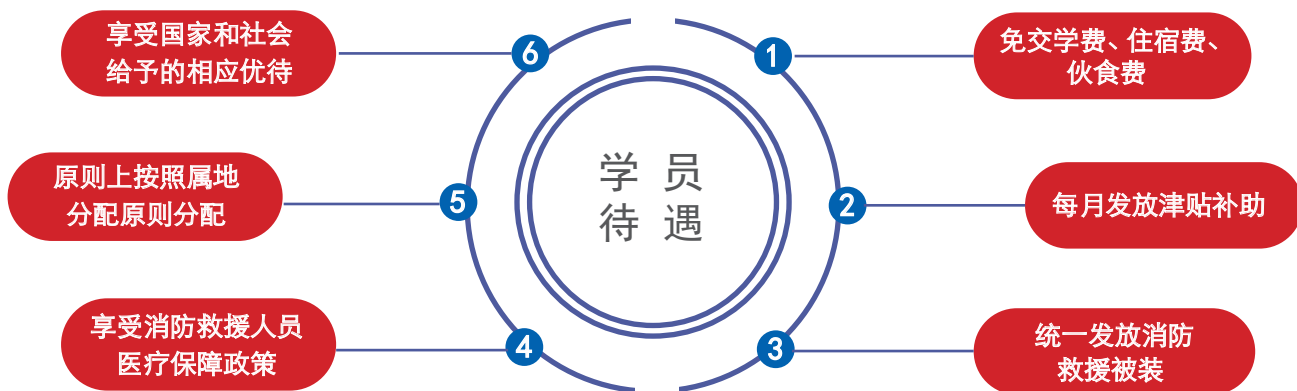 学员
待遇
1
免交学费、住宿费、
伙食费
2
每月发放津贴补助
3
统一发放消防
救援被装
4
享受消防救援人员
医疗保障政策
5
原则上按照属地
分配原则分配
6
享受国家和社会
给予的相应优待